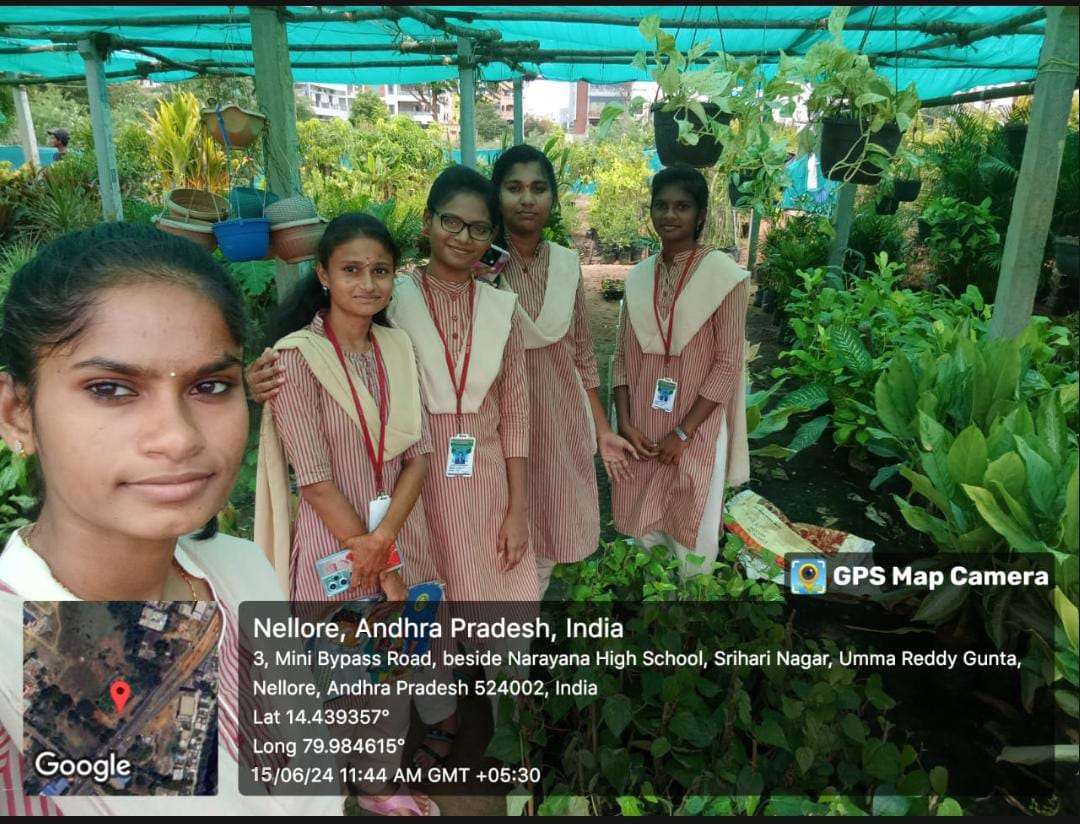 GPS Map Camera
Nellore, Andhra Pradesh, India
3, Mini Bypass Road, beside Narayana High School, Srihari Nagar, Umma Reddy Gunta,
Nellore, Andhra Pradesh 524002, India
Lat 14.439357°
Long 79.984615°
15/06/24 11:44 AM GMT +05:30
Google